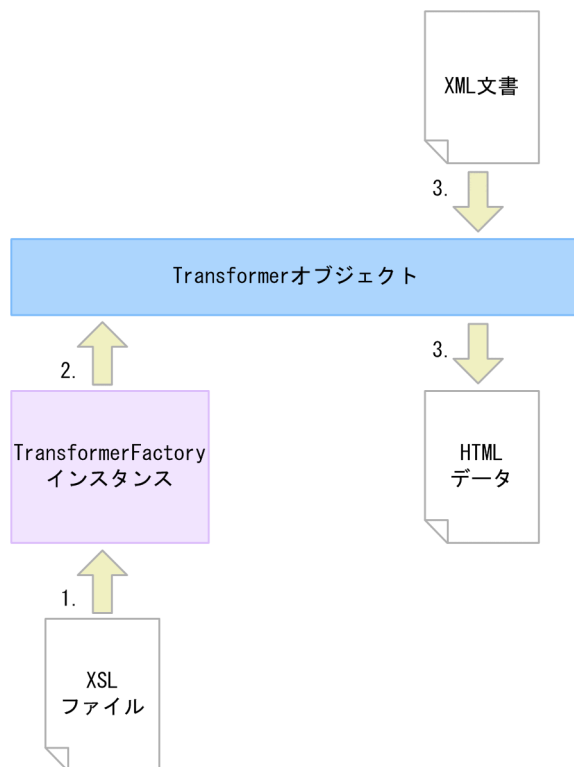 XML文書
3.
Transformerオブジェクト
3.
2.
TransformerFactory
インスタンス
HTML
データ
1.
XSL
ファイル